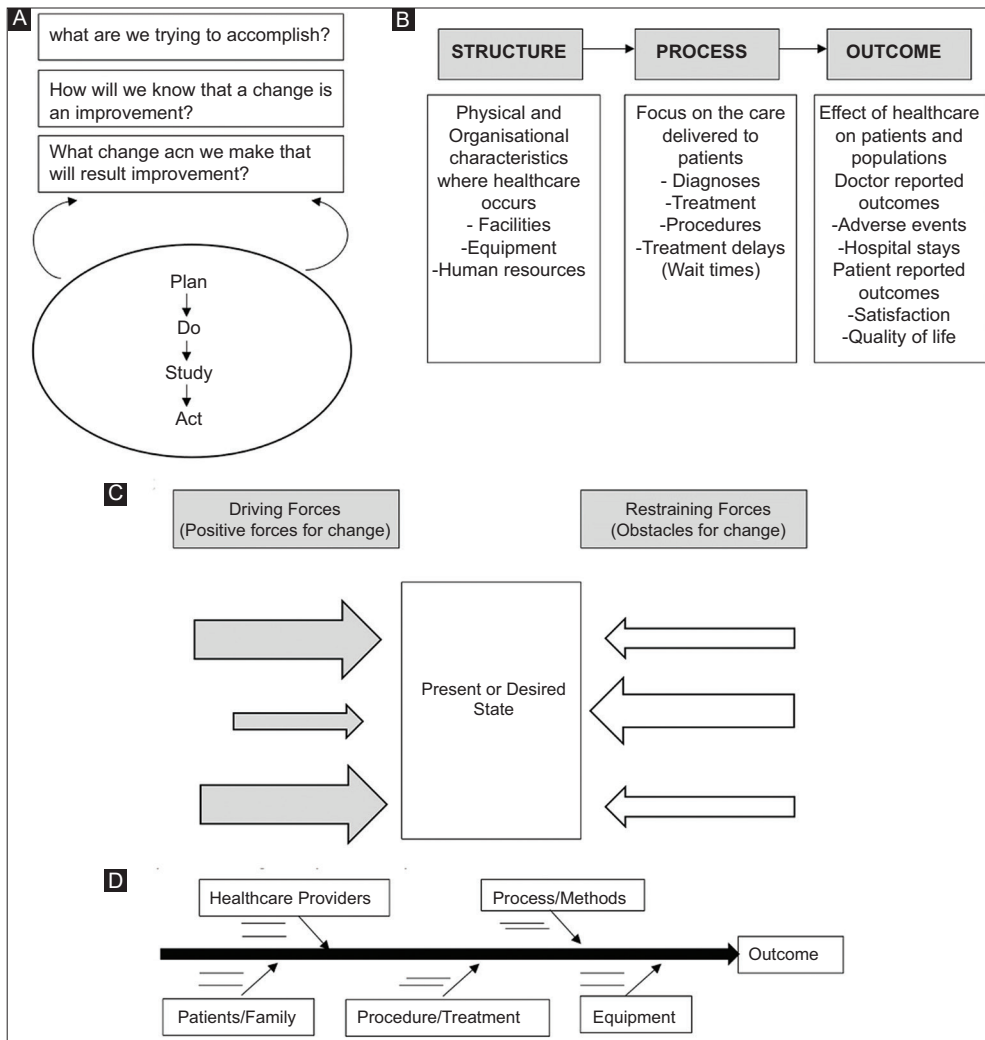 A
what are we trying to accomplish?
How will we know that a change is
an improvement?
What change acn we make that
will result improvement?
Plan
Do
Study
Act
B
STRUCTURE
PROCESS
OUTCOME
Physical and
Organisational
characteristics
where healthcare
occurs
- Facilities
-Equipment
-Human resources
Focus on the care
delivered to
patients
- Diagnoses
-Treatment
-Procedures
-Treatment delays
(Wait times)
Effect of healthcare
on patients and
populations
Doctor reported
outcomes
-Adverse events
-Hospital stays
Patient reported
outcomes
-Satisfaction
-Quality of life
C
Driving Forces
(Positive forces for change)
Restraining Forces
(Obstacles for change)
Present or Desired
State
D
Healthcare Providers
Process/Methods
Outcome
Patients/Family
Procedure/Treatment
Equipment